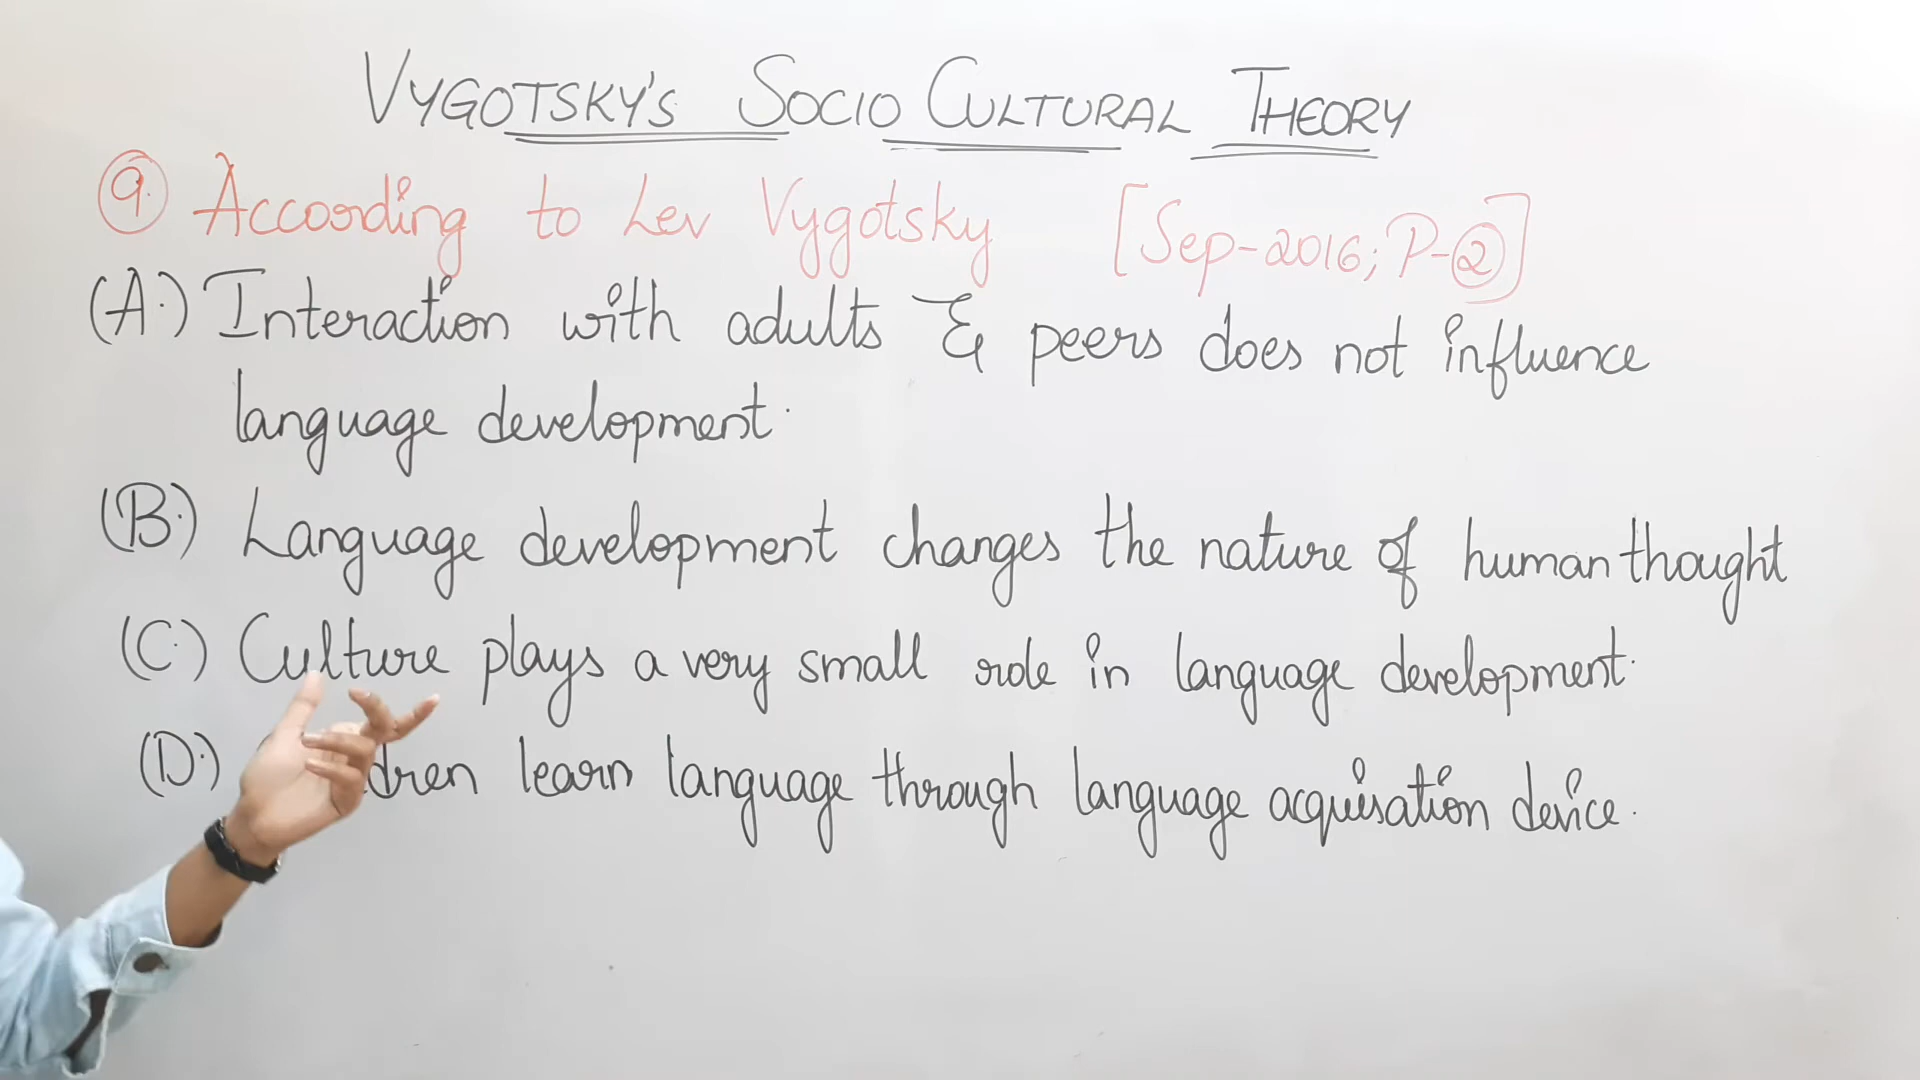 VYGOTSKY'S SOCIO CULTURAL THEORY
9. According to Lev Vygotsky [Sep-2016; P-2]
(A.) Interaction with adults & peers does not influence
language development.
(B.) Language development changes the nature of human thought
(C.) Culture plays a very small role in language development.
(D.) dren learn language through language acquisation device.